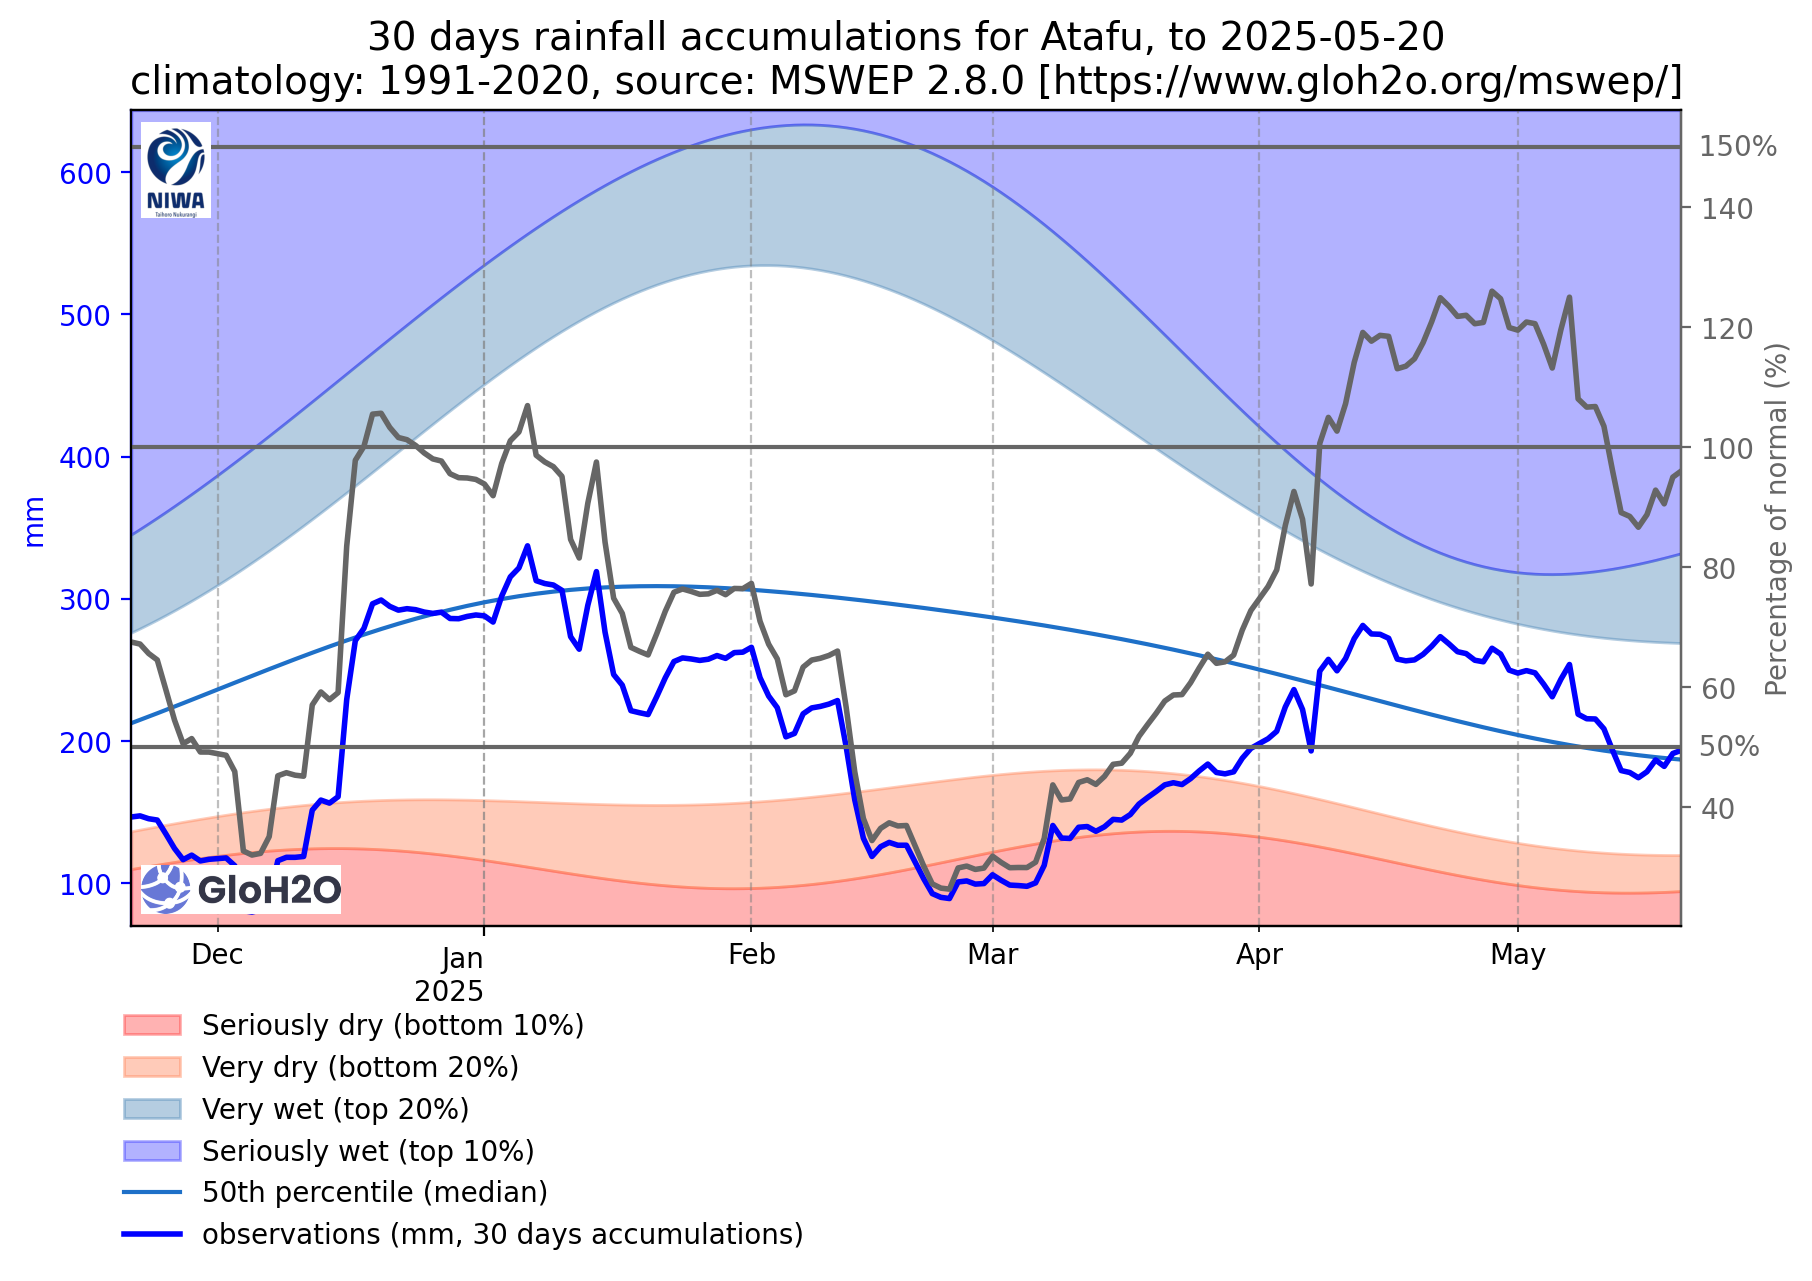 30 days rainfall accumulations for Atafu, to 2025-05-20
climatology: 1991-2020, source: MSWEP 2.8.0 [https://www.gloh2o.org/mswep/]
NIWA
Taihoro Nukurangi
600
500
400
300
200
100
mm
150%
140
120
100
80
60
50%
40
Percentage of normal (%)
GloH2O
Dec
Jan
2025
Feb
Mar
Apr
May
Seriously dry (bottom 10%)
Very dry (bottom 20%)
Very wet (top 20%)
Seriously wet (top 10%)
50th percentile (median)
observations (mm, 30 days accumulations)